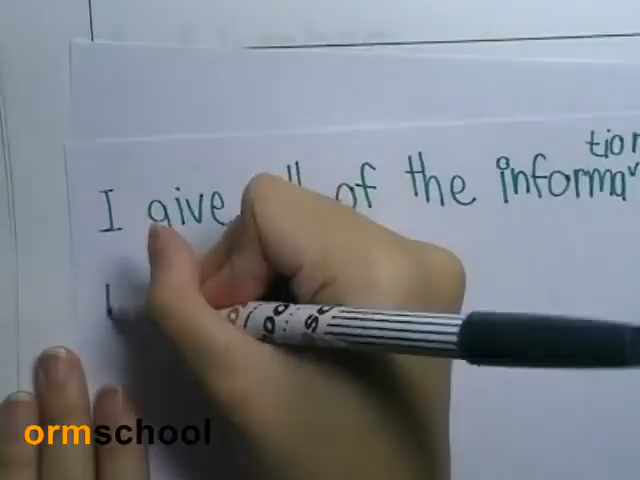 I give of the informa
tion
ormschool